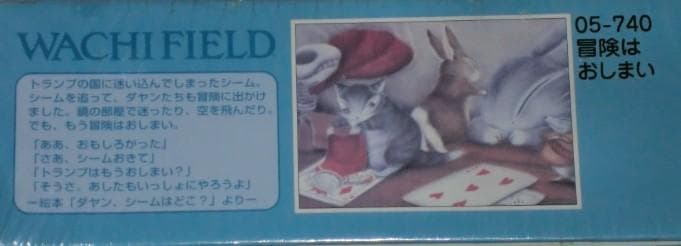 WACHIFIELD
トランプの国に迷い込んでしまったシーム。
シームを追って、ダヤンたちも冒険に出かけ
ました。鏡の部屋で迷ったり、空を飛んだり。
でも、もう冒険はおしまい。
「ああ、おもしろかった」
「さあ、シームおきて」
「トランプはもうおしまい?」
「そうさ、あしたもいっしょにやろうよ」
ー絵本「ダヤン、シームはどこ?」よりー
05-740
冒険は
おしまい